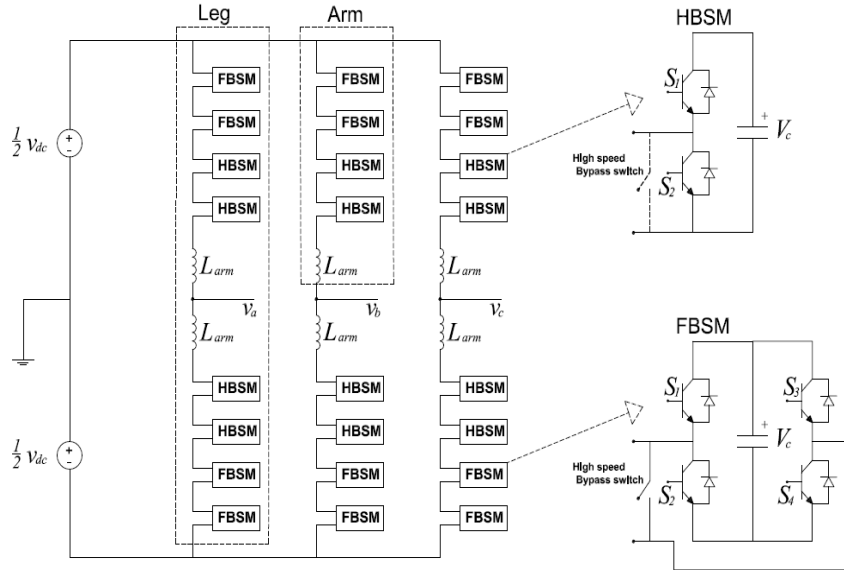 Leg
Arm
HBSM
FBSM FBSM FBSM
FBSM FBSM FBSM
HBSM HBSM HBSM
HBSM HBSM HBSM
1/2 vdc
+
-
S1
S2
+
Vc
High speed
Bypass switch
Larm Larm Larm
va vb vc
Larm Larm Larm
HBSM HBSM HBSM
HBSM HBSM HBSM
FBSM FBSM FBSM
FBSM FBSM FBSM
1/2 vdc
+
-
FBSM
S1
S3
+
Vc
High speed
Bypass switch
S2
S4